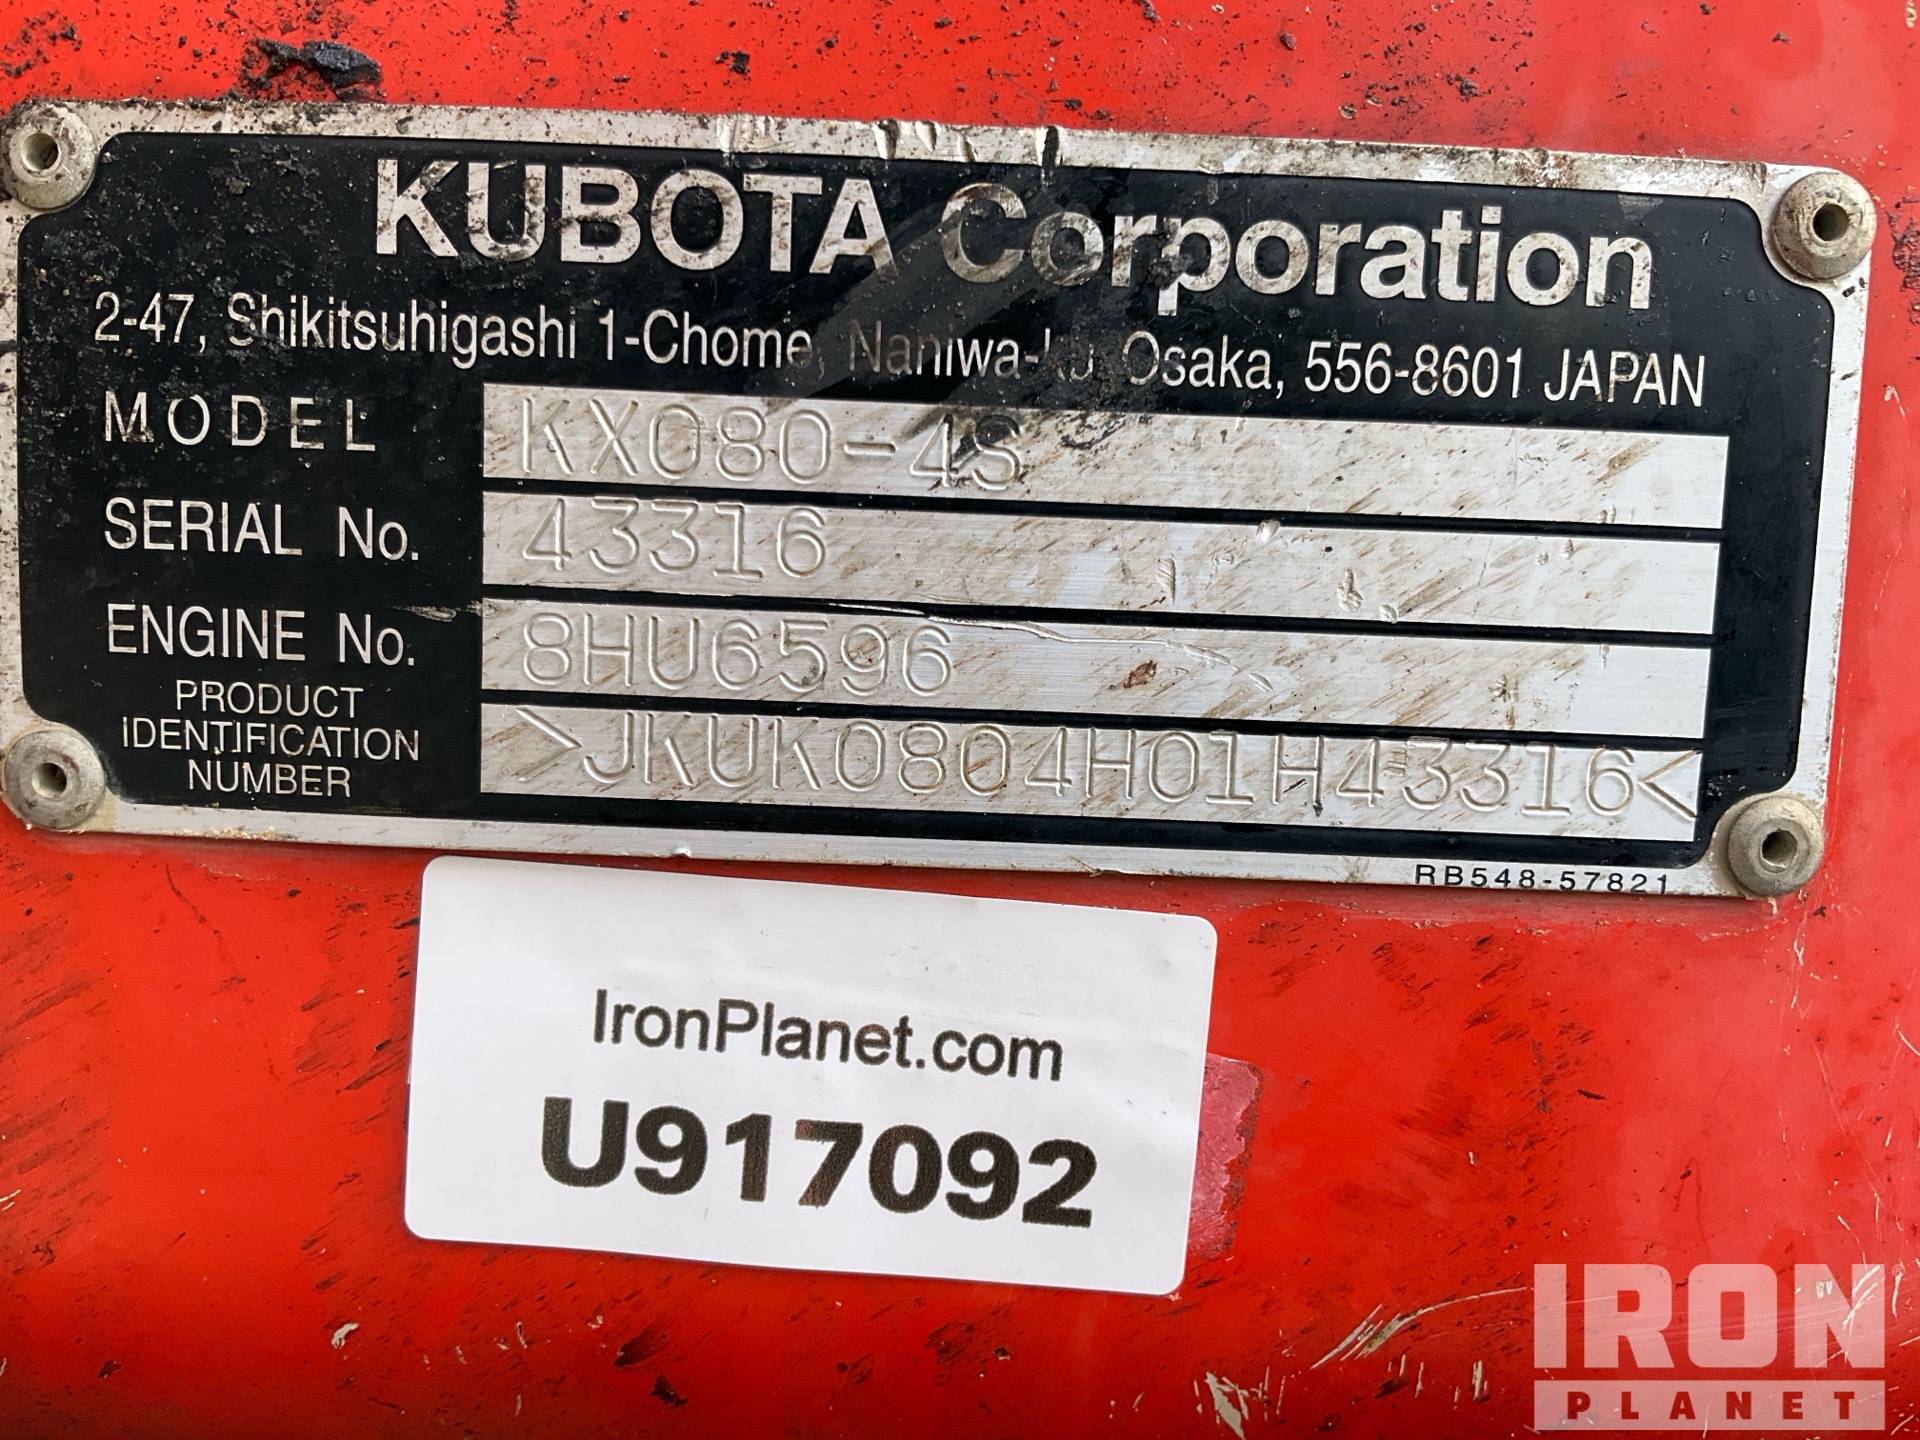 KUBOTA Corporation
2-47, Shikitsuhigashi 1-Chome, Naniwa-ku, Osaka, 556-8601 JAPAN
MODEL KX080-4S
SERIAL No. 43316
ENGINE No. 8HU6596
PRODUCT
IDENTIFICATION
NUMBER
>JKUK0804H01H43316<
RB548-57821
IronPlanet.com
U917092
IRON
PLANET